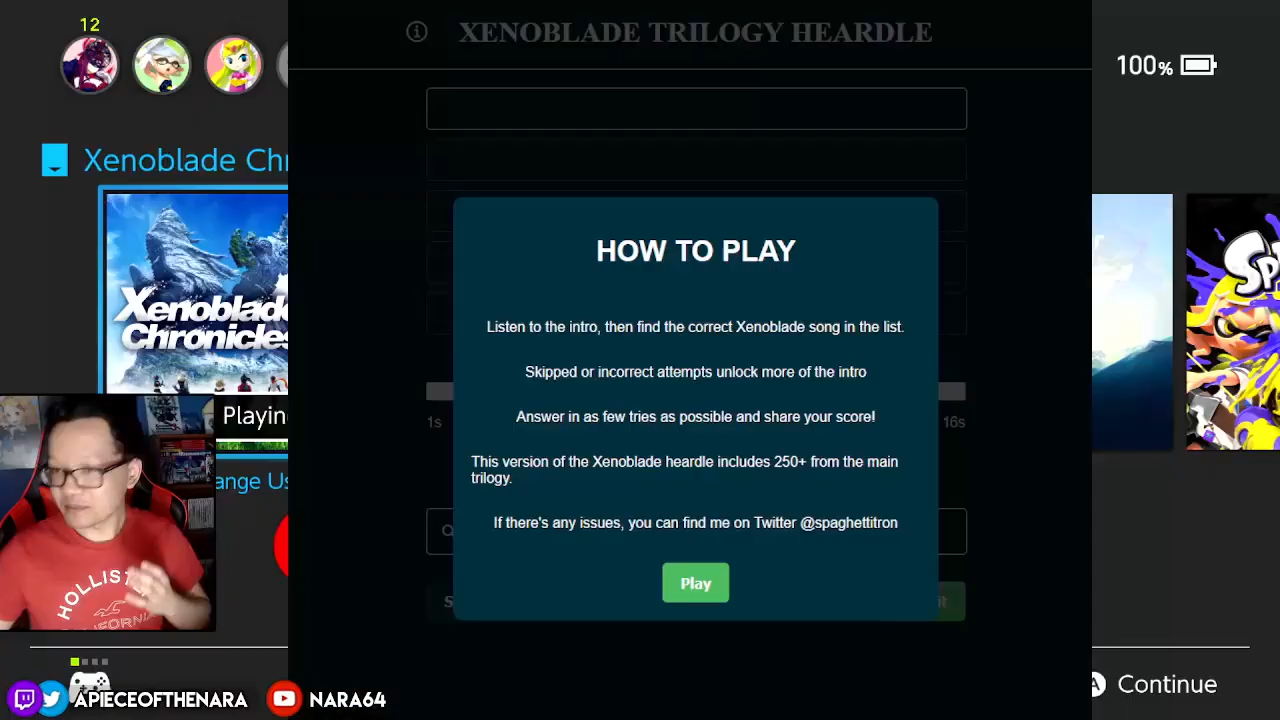 12
XENOBLADE TRILOGY HEARDLE
100%
Xenoblade Chr
Xenoblade
Chronicles
Playin
ange Us
HOW TO PLAY
Listen to the intro, then find the correct Xenoblade song in the list.
Skipped or incorrect attempts unlock more of the intro
Answer in as few tries as possible and share your score!
This version of the Xenoblade heardle includes 250+ from the main
trilogy.
If there's any issues, you can find me on Twitter @spaghettitron
Play
1s
16s
S
it
HOLLIST
CALIFORNIA
Spl
APIECEOFTHENARA
NARA64
A Continue